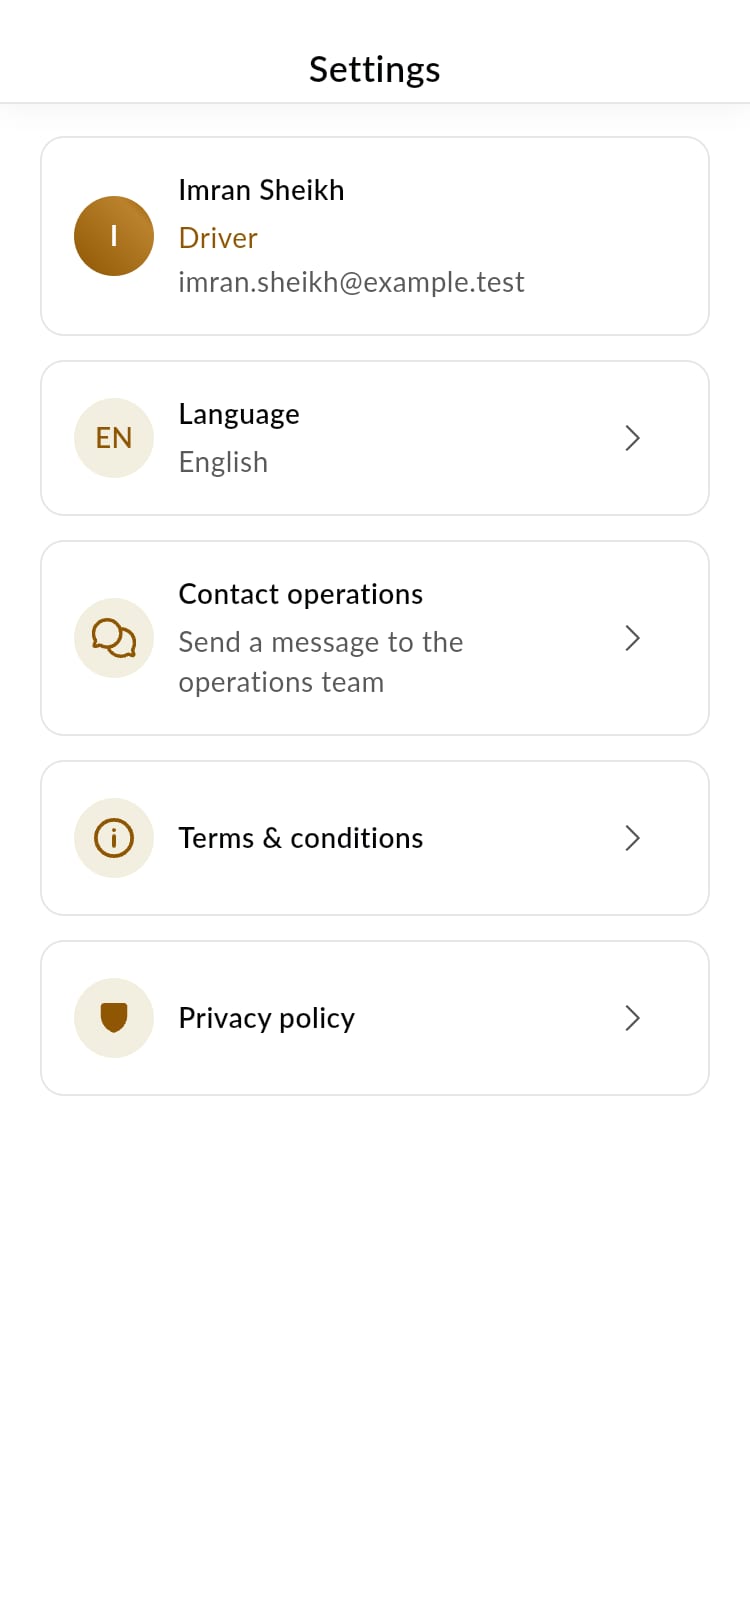 Settings
I
Imran Sheikh
Driver
imran.sheikh@example.test
EN
Language
English
Contact operations
Send a message to the
operations team
Terms & conditions
Privacy policy